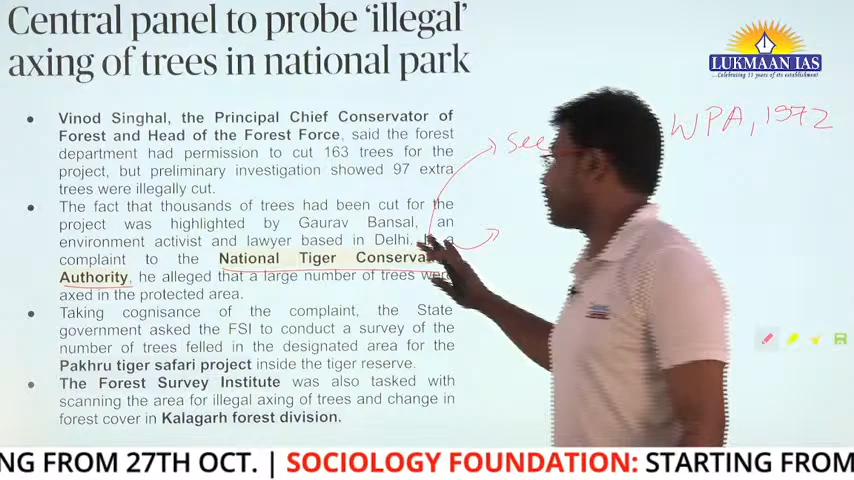 Central panel to probe ‘illegal’
axing of trees in national park
LUKMAAN IAS
...Celebrating 11 years of its establishment
Vinod Singhal, the Principal Chief Conservator of
Forest and Head of the Forest Force, said the forest
department had permission to cut 163 trees for the
project, but preliminary investigation showed 97 extra
trees were illegally cut.
The fact that thousands of trees had been cut for the
project was highlighted by Gaurav Bansal, an
environment activist and lawyer based in Delhi. a
complaint to the National Tiger
Authority, he alleged that a large number of trees were
axed in the protected area.
Taking cognisance of the complaint, the State
government asked the FSI to conduct a survey of the
number of trees felled in the designated area for the
Pakhru tiger safari project inside the tiger reserve.
The Forest Survey Institute was also tasked with
scanning the area for illegal axing of trees and change in
forest cover in Kalagarh forest division.
See
WPA, 1972
NG FROM 27TH OCT. | SOCIOLOGY FOUNDATION: STARTING FROM